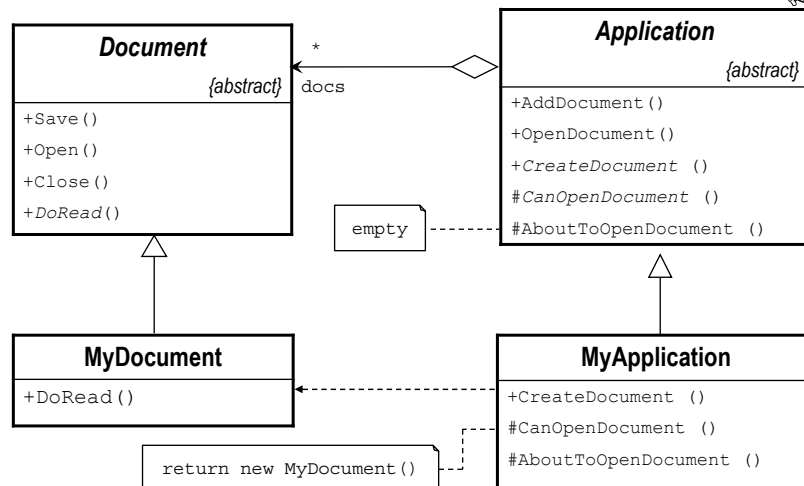 Document
{abstract}
+Save()
+Open()
+Close()
+DoRead()
*
docs
Application
{abstract}
+AddDocument()
+OpenDocument()
+CreateDocument ()
#CanOpenDocument ()
#AboutToOpenDocument ()
empty
MyDocument
+DoRead()
MyApplication
+CreateDocument ()
#CanOpenDocument ()
#AboutToOpenDocument ()
return new MyDocument()